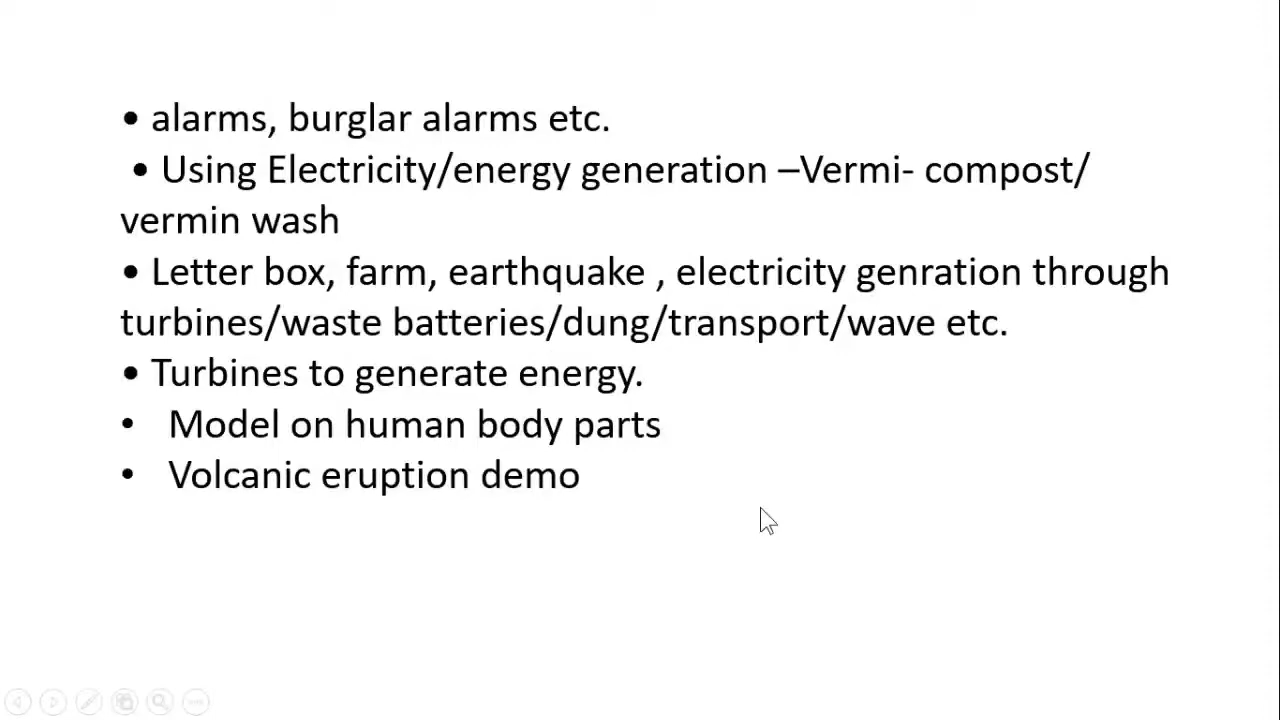 • alarms, burglar alarms etc.
• Using Electricity/energy generation –Vermi- compost/
vermin wash
• Letter box, farm, earthquake , electricity genration through
turbines/waste batteries/dung/transport/wave etc.
• Turbines to generate energy.
• Model on human body parts
• Volcanic eruption demo